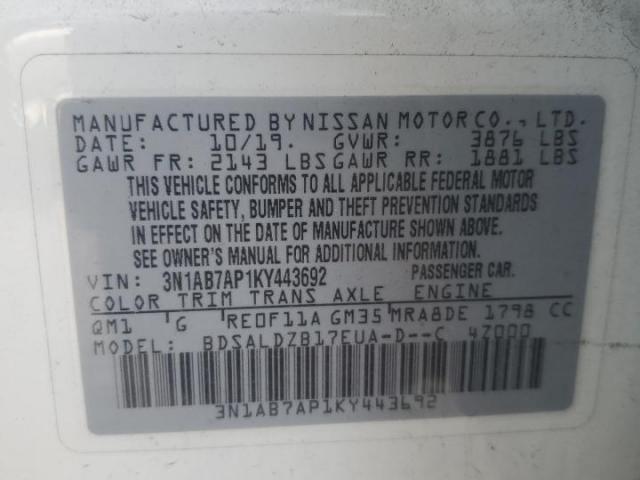 MANUFACTURED BY NISSAN MOTOR CO., LTD.
DATE: 10/19. GVWR: 3876 LBS
GAWR FR: 2143 LBS GAWR RR: 1881 LBS
THIS VEHICLE CONFORMS TO ALL APPLICABLE FEDERAL MOTOR
VEHICLE SAFETY, BUMPER AND THEFT PREVENTION STANDARDS
IN EFFECT ON THE DATE OF MANUFACTURE SHOWN ABOVE.
SEE OWNER'S MANUAL FOR ADDITIONAL INFORMATION.
VIN: 3N1AB7AP1KY443692 PASSENGER CAR.
COLOR TRIM TRANS AXLE ENGINE
QM1 G RE0F11A GM35 MRA8DE 1798 CC
MODEL: BDSALDZB17EUA-D--C 4Z000
3N1AB7AP1KY443692